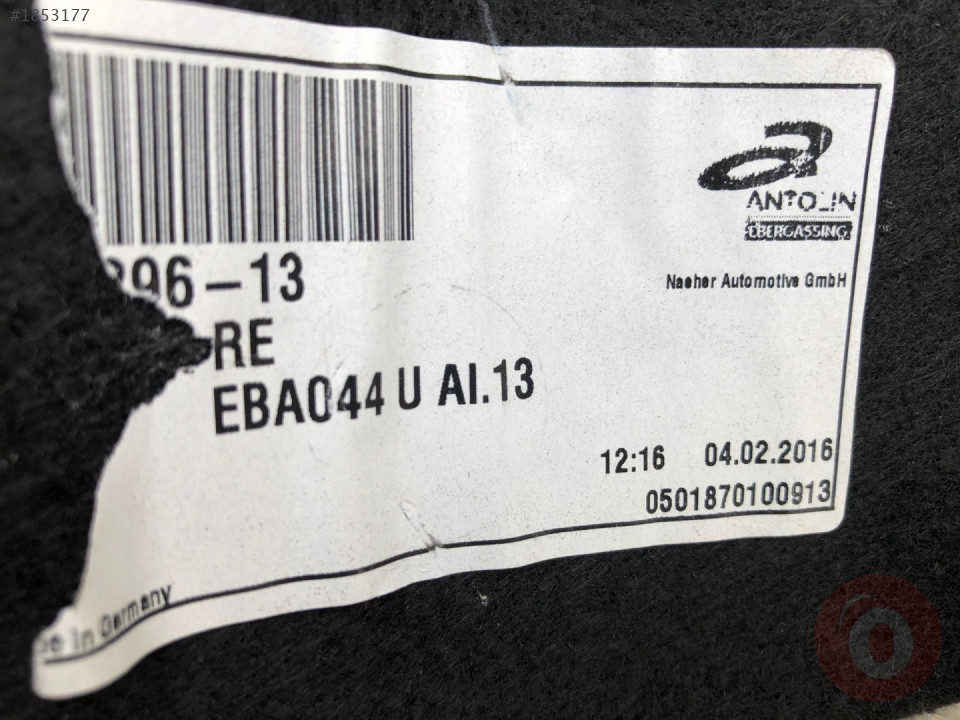 #1853177
ANTOLIN
EBERGASSING
Naeher Automotive GmbH
396-13
RE
EBA044 U AI.13
12:16 04.02.2016
0501870100913
in Germany